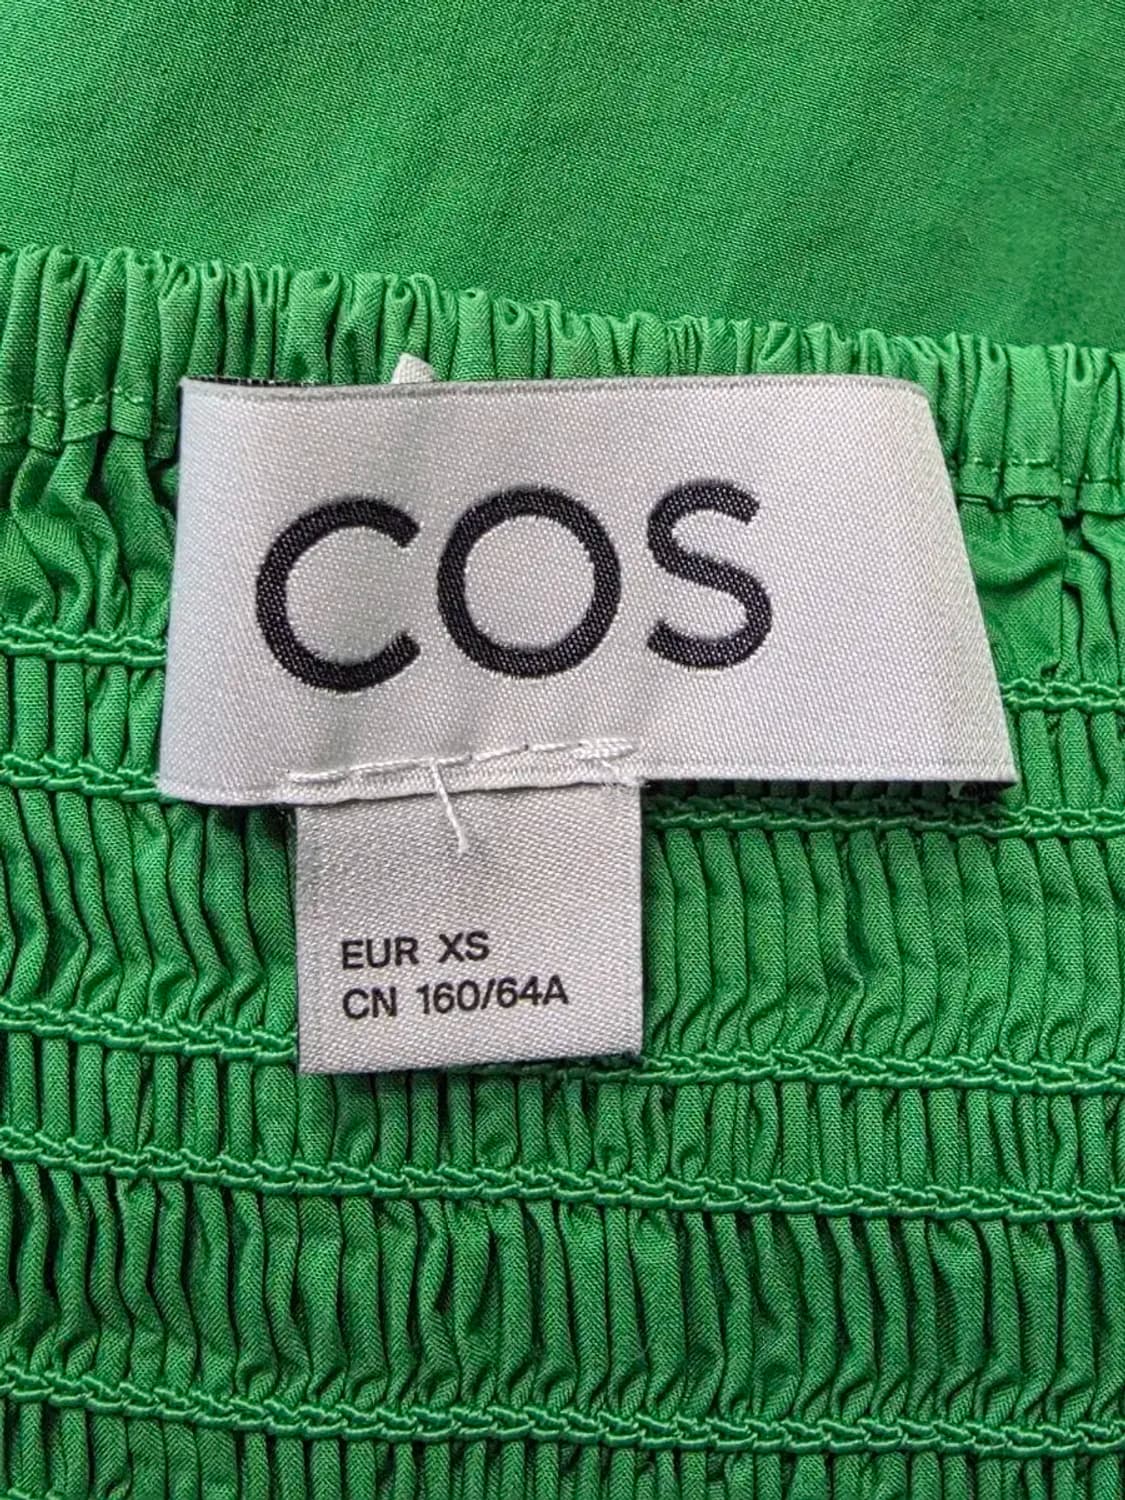 COS
EUR XS
CN 160/64A